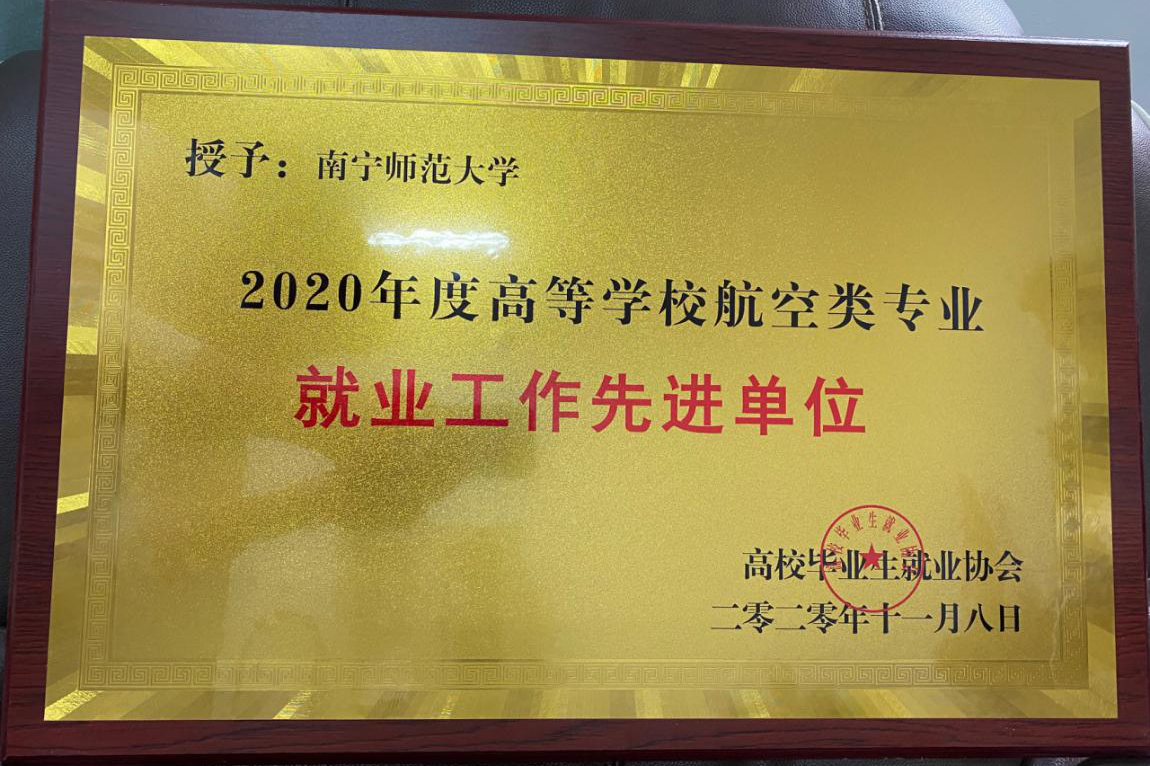 授予：南宁师范大学
2020年度高等学校航空类专业
就业工作先进单位
高校毕业生就业协会
二零二零年十一月八日